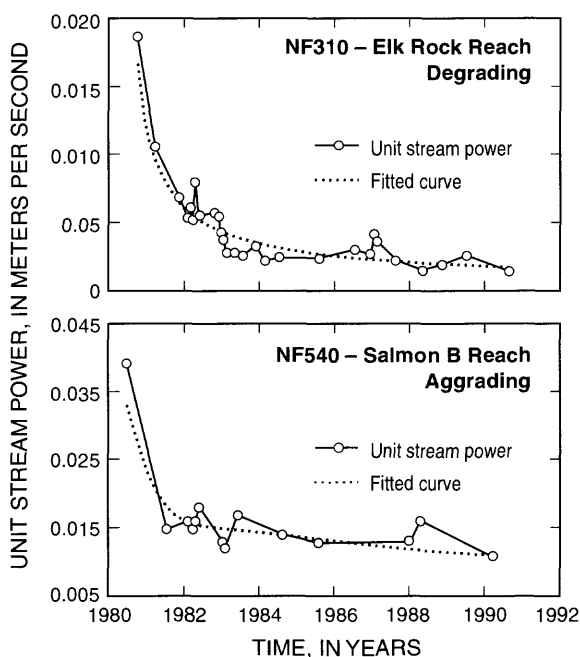 UNIT STREAM POWER, IN METERS PER SECOND
0.020
0.015
0.010
0.05
0
NF310 – Elk Rock Reach
Degrading
Unit stream power
Fitted curve
0.045
0.035
0.025
0.015
0.005
NF540 – Salmon B Reach
Aggrading
Unit stream power
Fitted curve
1980 1982 1984 1986 1988 1990 1992
TIME, IN YEARS